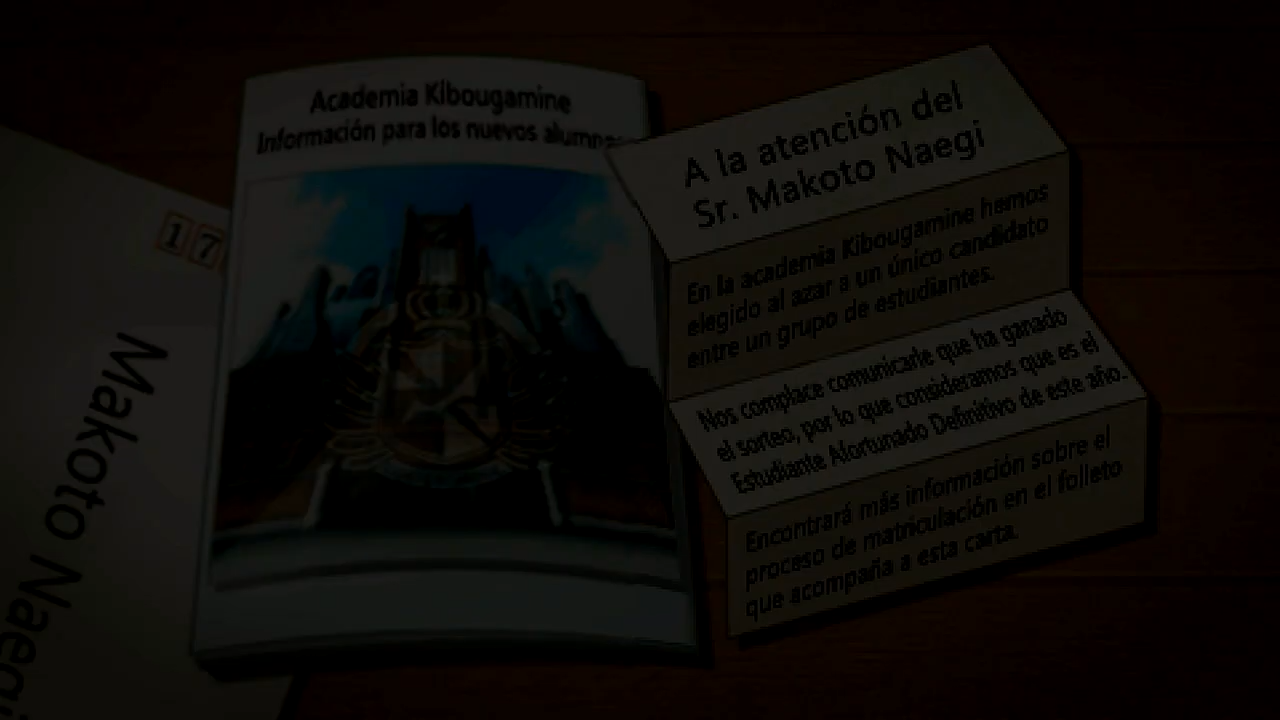 Academia Kibougamine
Información para los nuevos
A la atención del
Sr. Makoto Naegi
En la academia Kibougamine hemos
elegido al azar a un único candidato
entre un grupo de estudiantes.
Nos complace comunicarle que ha ganado
el sorteo, por lo que consideramos que es el
Estudiante Afortunado Definitivo de este año.
Encontrará más información sobre el
proceso de matriculación en el folleto
que acompaña a esta carta.
17
Makoto Naegi